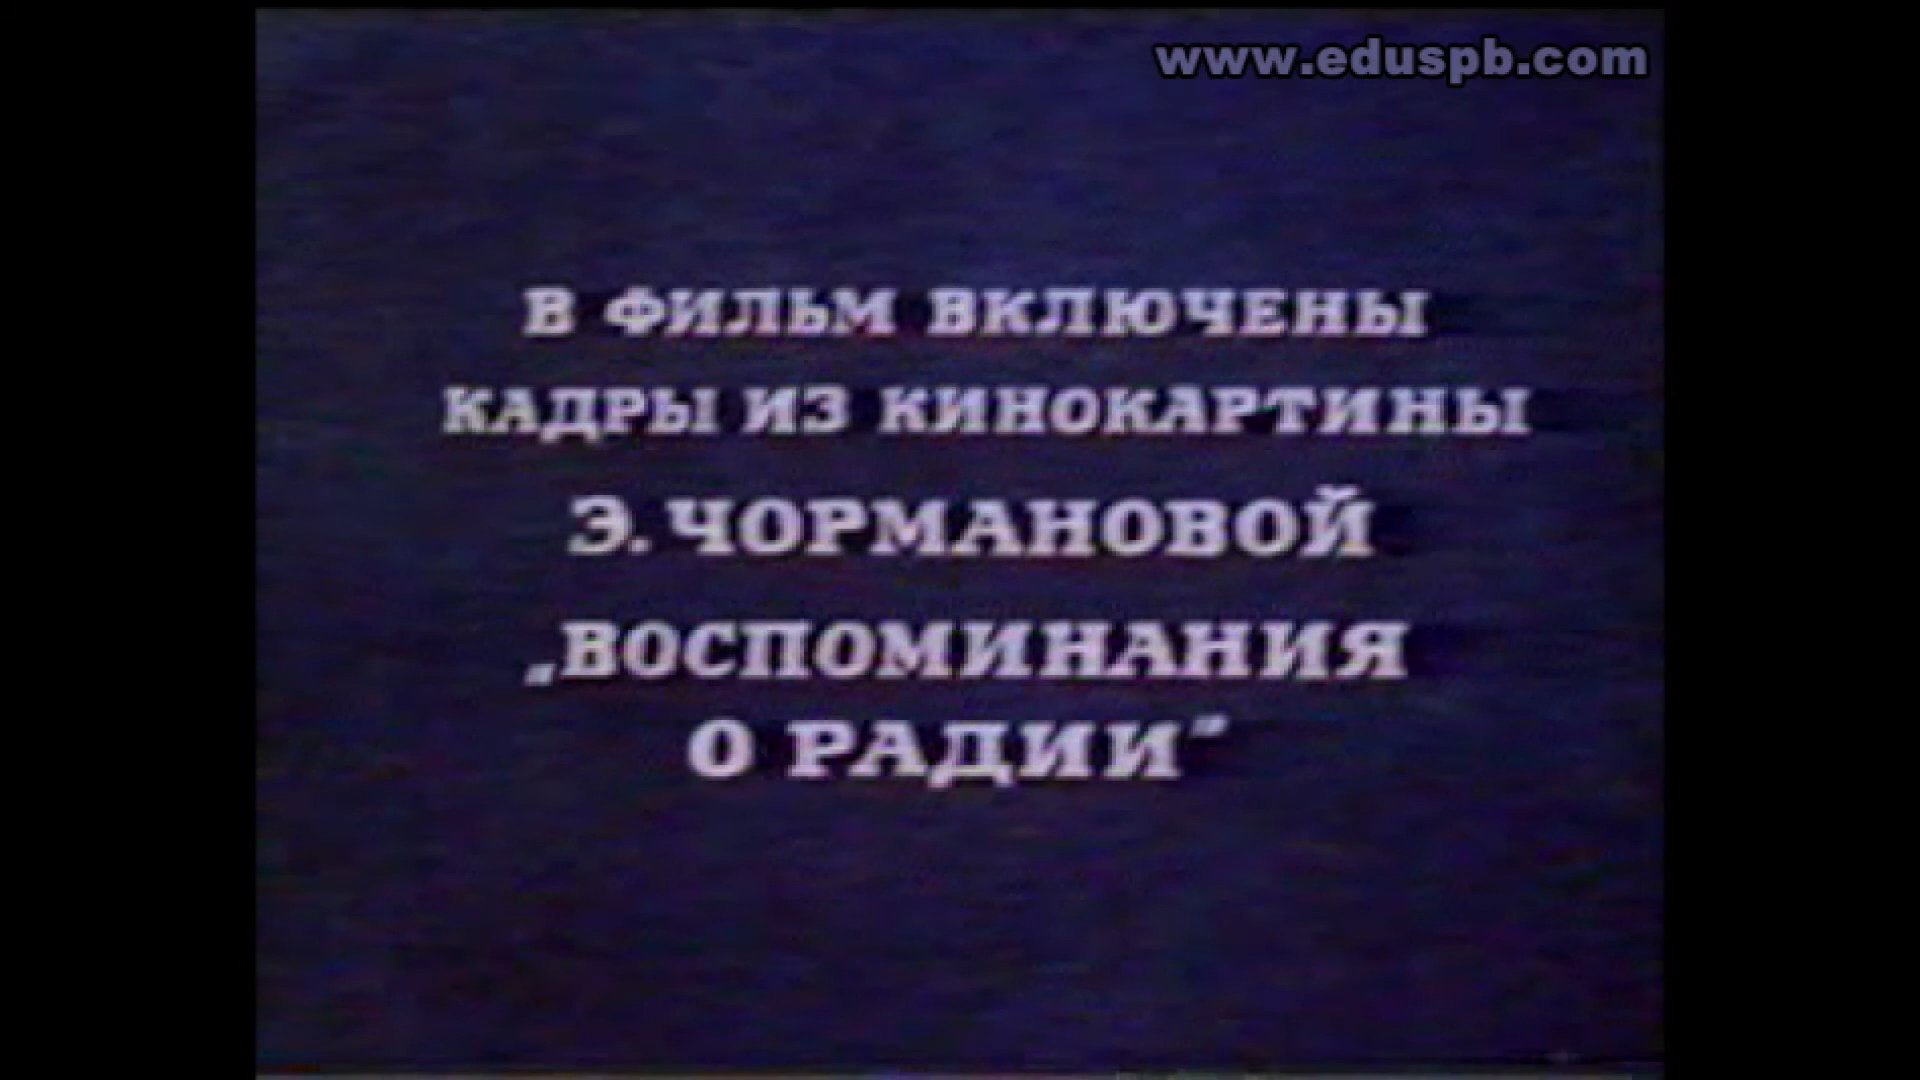 www.eduspb.com
В ФИЛЬМ ВКЛЮЧЕНЫ
КАДРЫ ИЗ КИНОКАРТИНЫ
Э. ЧОРМАНОВОЙ
„ВОСПОМИНАНИЯ
О РАДИИ”